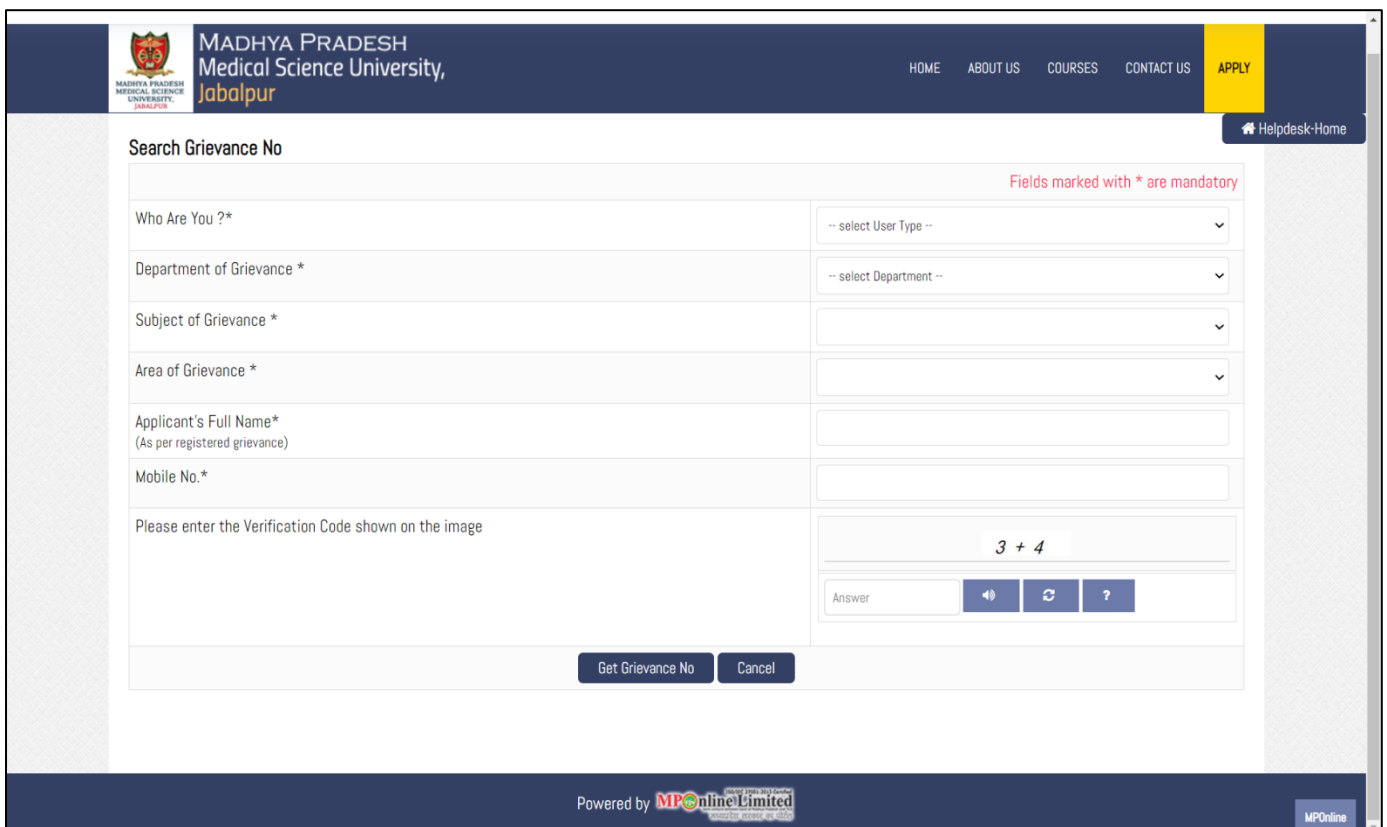 MADHYA PRADESH
Medical Science University,
Jabalpur
MADHYA PRADESH
MEDICAL SCIENCE
UNIVERSITY,
JABALPUR
HOME ABOUT US COURSES CONTACT US APPLY
Helpdesk-Home
Search Grievance No
Fields marked with * are mandatory
Who Are You ?*
-- select User Type --
Department of Grievance *
-- select Department --
Subject of Grievance *
Area of Grievance *
Applicant's Full Name*
(As per registered grievance)
Mobile No.*
Please enter the Verification Code shown on the image
3 + 4
Answer
?
Get Grievance No Cancel
Powered by MPOnline Limited
MPOnline